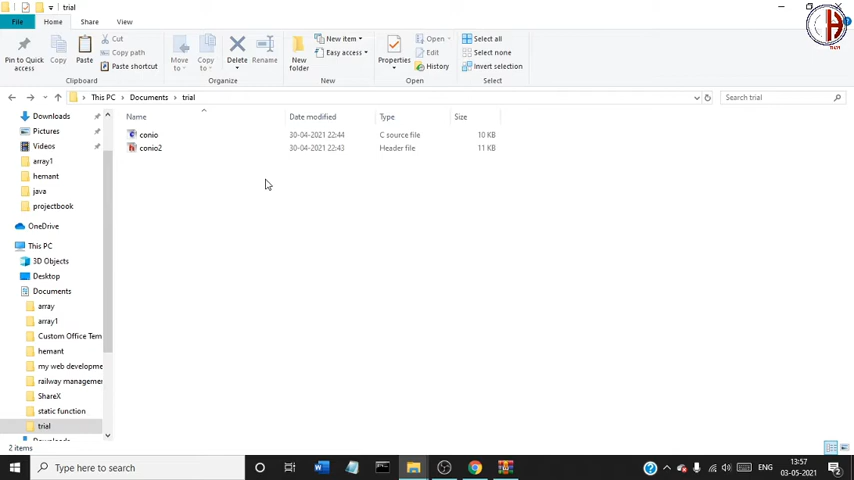 trial
File
Home
Share
View
Pin to Quick access
Copy
Paste
Cut
Copy path
Paste shortcut
Clipboard
Move to
Copy to
Delete
Rename
Organize
New folder
New item
Easy access
New
Properties
Open
Edit
History
Open
Select all
Select none
Invert selection
Select
This PC
Documents
trial
Search trial
Name
Date modified
Type
Size
conio
30-04-2021 22:44
C source file
10 KB
conio2
30-04-2021 22:43
Header file
11 KB
Downloads
Pictures
Videos
array1
hemant
java
projectbook
OneDrive
This PC
3D Objects
Desktop
Documents
array
array1
Custom Office Tem
hemant
my web developme
railway managemer
ShareX
static function
trial
2 items
Type here to search
ENG
13:57
03-05-2021
2